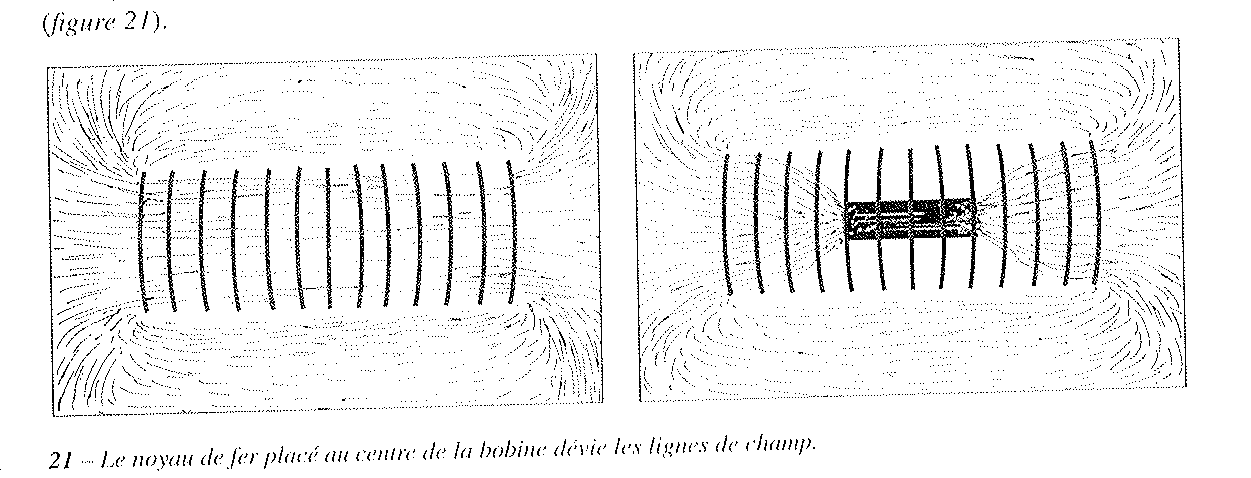 (figure 21).
21 – Le noyau de fer placé au centre de la bobine dévie les lignes de champ.